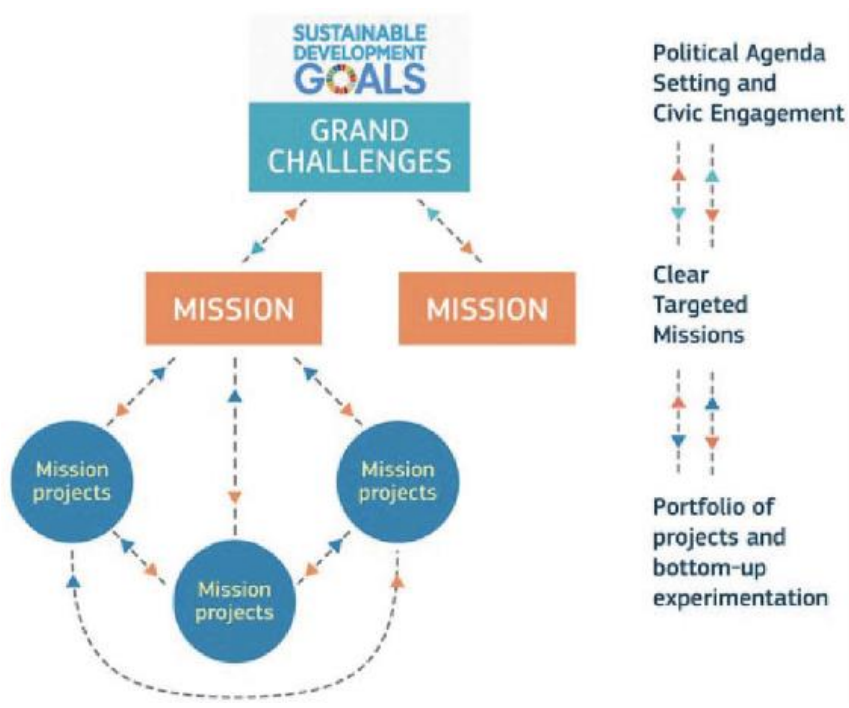 SUSTAINABLE
DEVELOPMENT
GOALS
GRAND
CHALLENGES
MISSION
MISSION
Mission
projects
Mission
projects
Mission
projects
Political Agenda
Setting and
Civic Engagement
Clear
Targeted
Missions
Portfolio of
projects and
bottom-up
experimentation